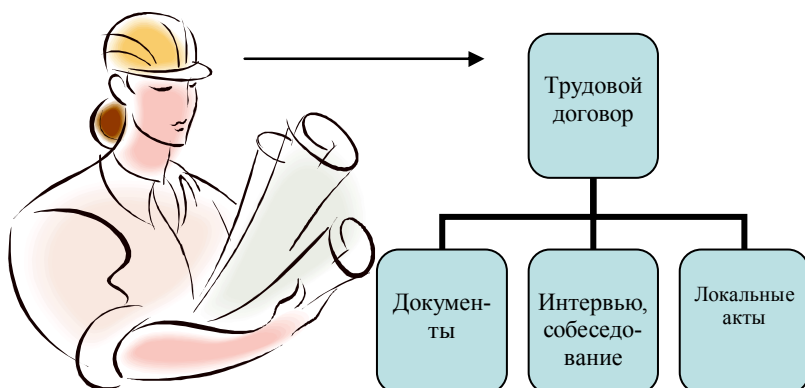 Трудовой
договор
Докумен-
ты
Интервью,
собеседо-
вание
Локальные
акты